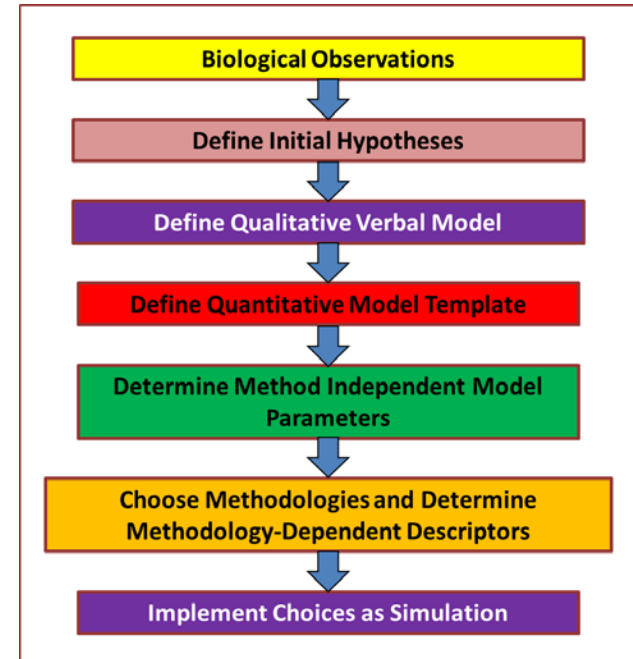 Biological Observations
Define Initial Hypotheses
Define Qualitative Verbal Model
Define Quantitative Model Template
Determine Method Independent Model
Parameters
Choose Methodologies and Determine
Methodology-Dependent Descriptors
Implement Choices as Simulation